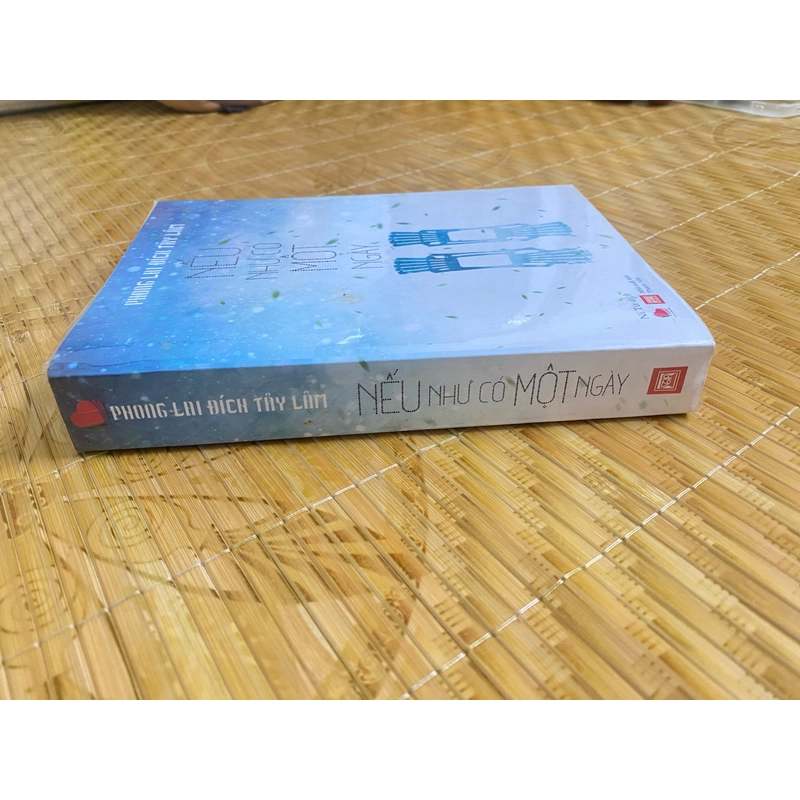 PHONG LAI ĐÍCH TÂY LÂM
NẾU
NHƯ CÓ
MỘT
NGÀY
PHONG LAI ĐÍCH TÂY LÂM
NẾU NHƯ CÓ MỘT NGÀY